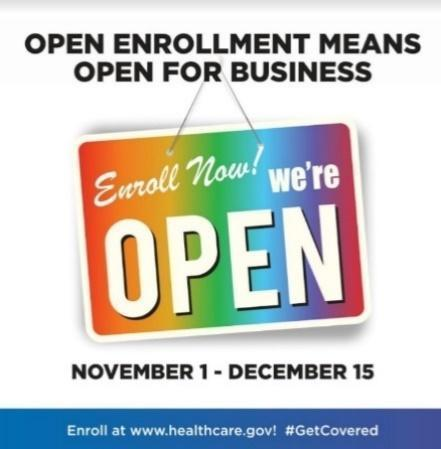 OPEN ENROLLMENT MEANS
OPEN FOR BUSINESS
Enroll Now! we're
OPEN
NOVEMBER 1 - DECEMBER 15
Enroll at www.healthcare.gov! #GetCovered